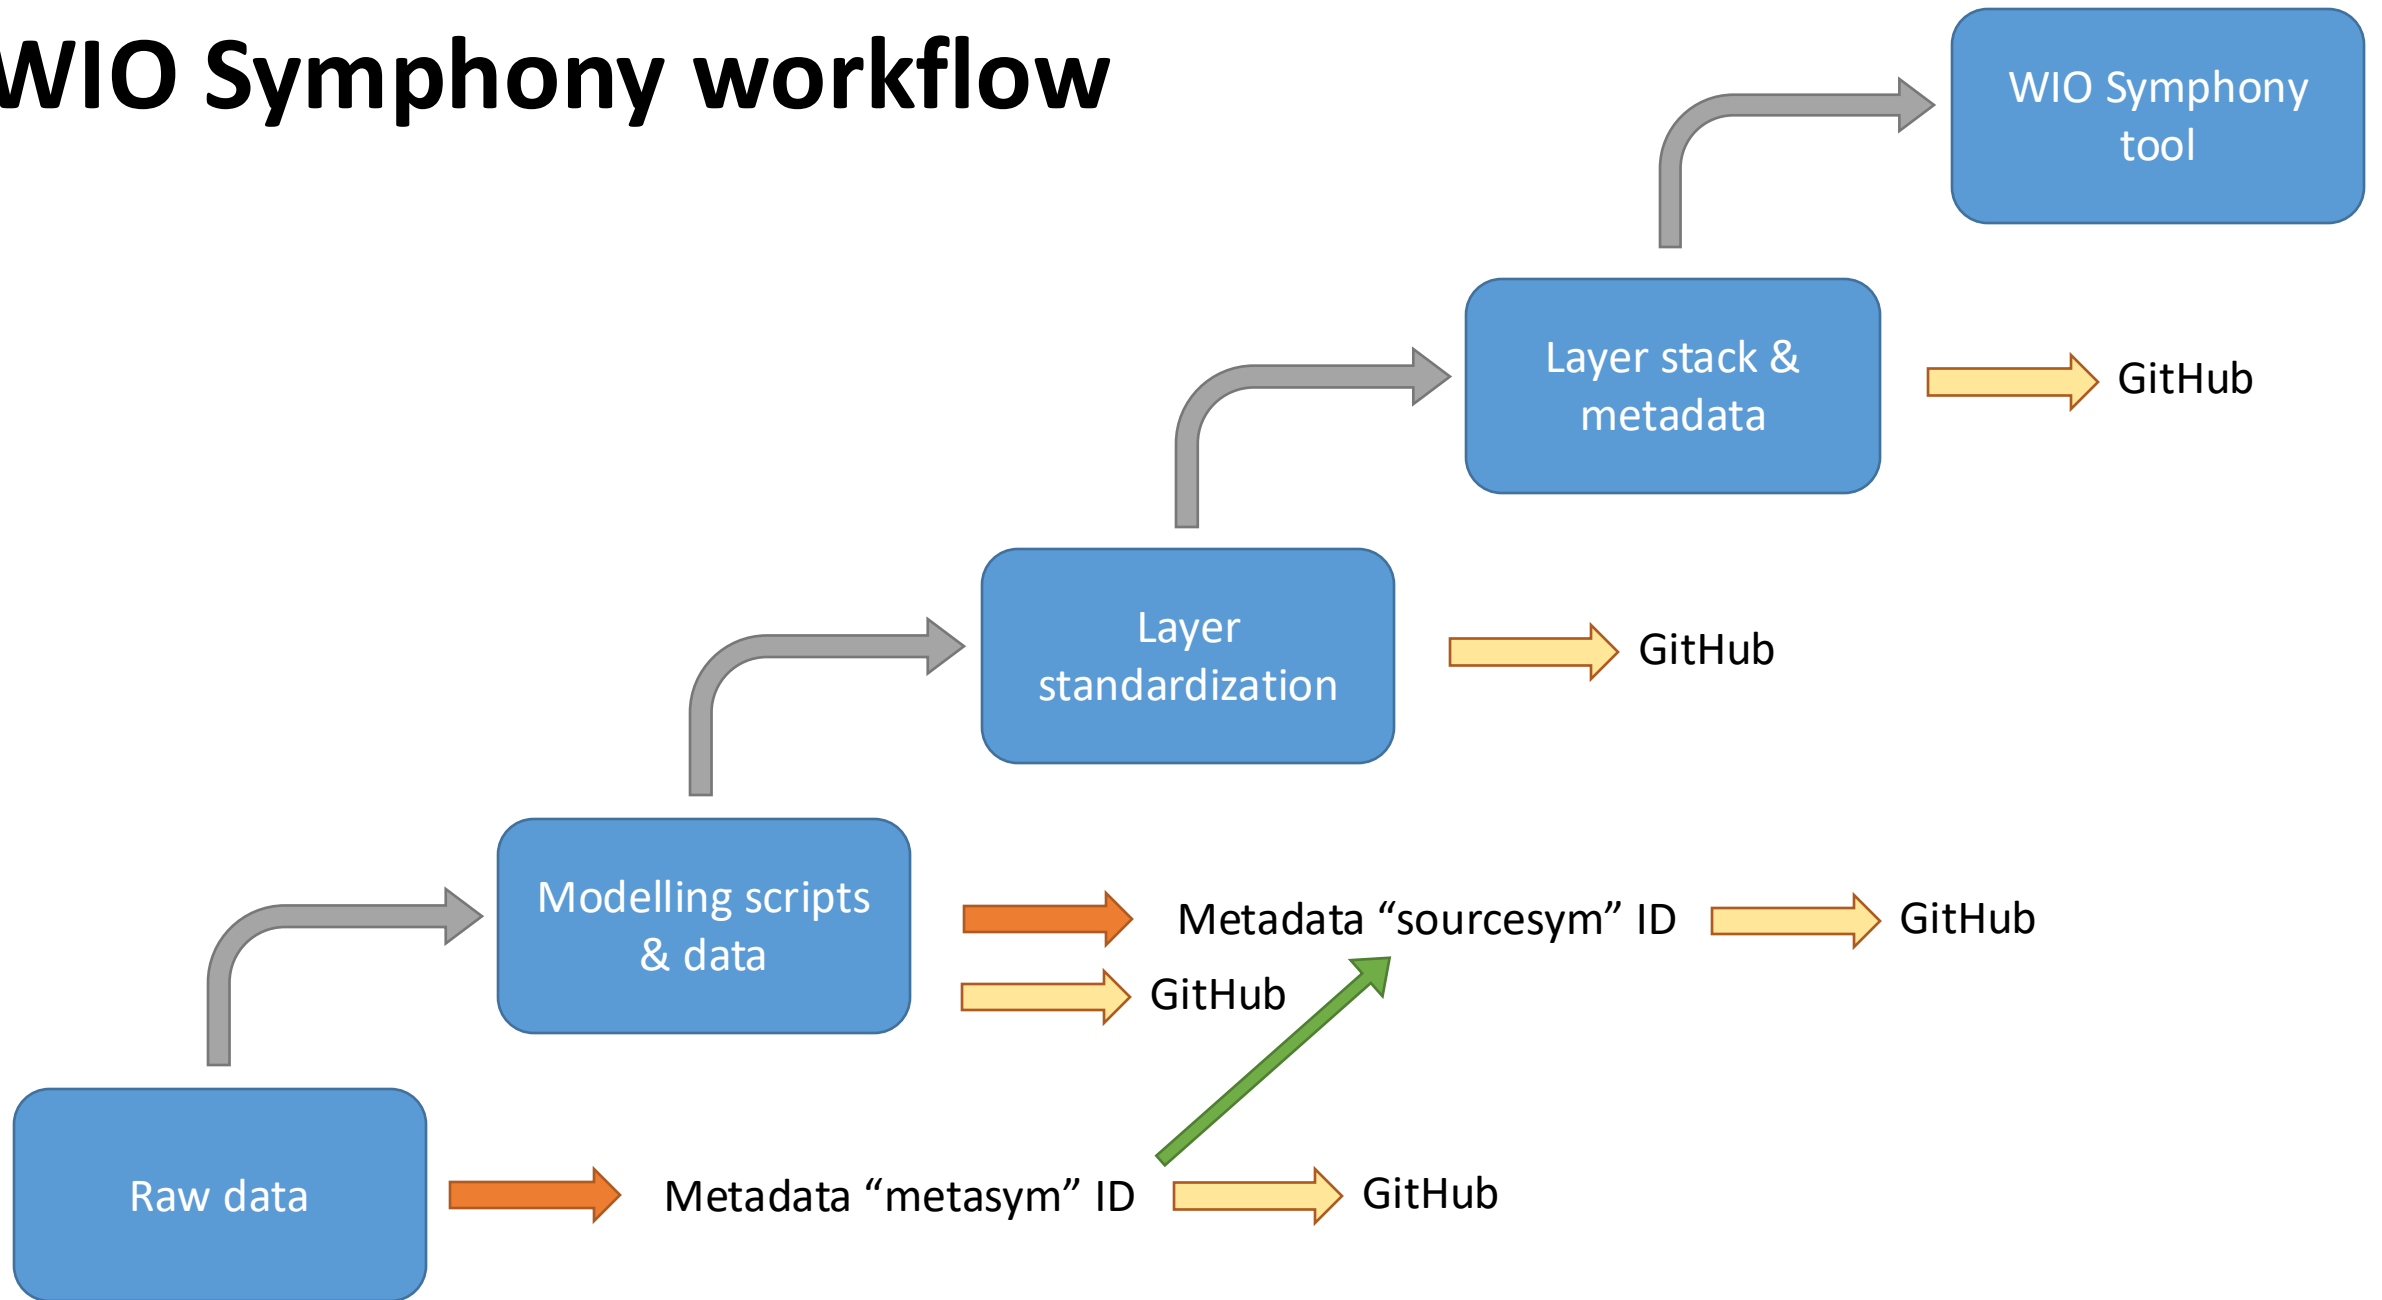 WIO Symphony workflow
WIO Symphony
tool
Layer stack &
metadata
GitHub
Layer
standardization
GitHub
Modelling scripts
& data
Metadata “sourcesym” ID
GitHub
GitHub
Raw data
Metadata “metasym” ID
GitHub